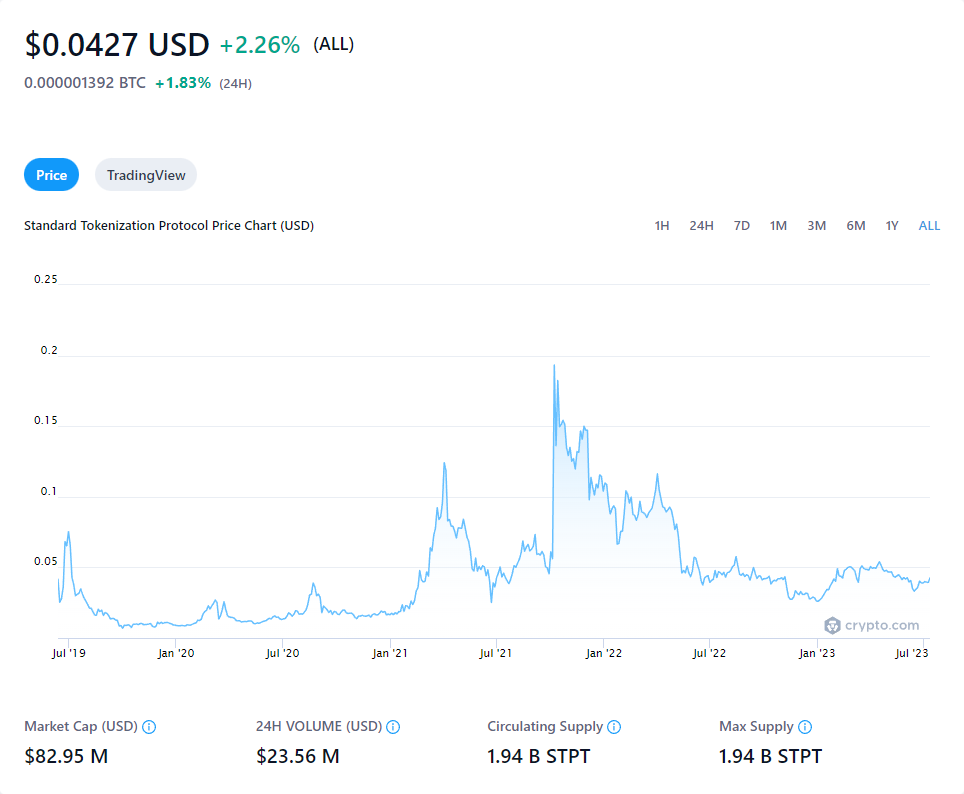 $0.0427 USD +2.26% (ALL)
0.000001392 BTC +1.83% (24H)
Price TradingView
Standard Tokenization Protocol Price Chart (USD) 1H 24H 7D 1M 3M 6M 1Y ALL
0.25
0.2
0.15
0.1
0.05
crypto.com
Jul '19 Jan '20 Jul '20 Jan '21 Jul '21 Jan '22 Jul '22 Jan '23 Jul '23
Market Cap (USD) 24H VOLUME (USD) Circulating Supply Max Supply
$82.95 M $23.56 M 1.94 B STPT 1.94 B STPT